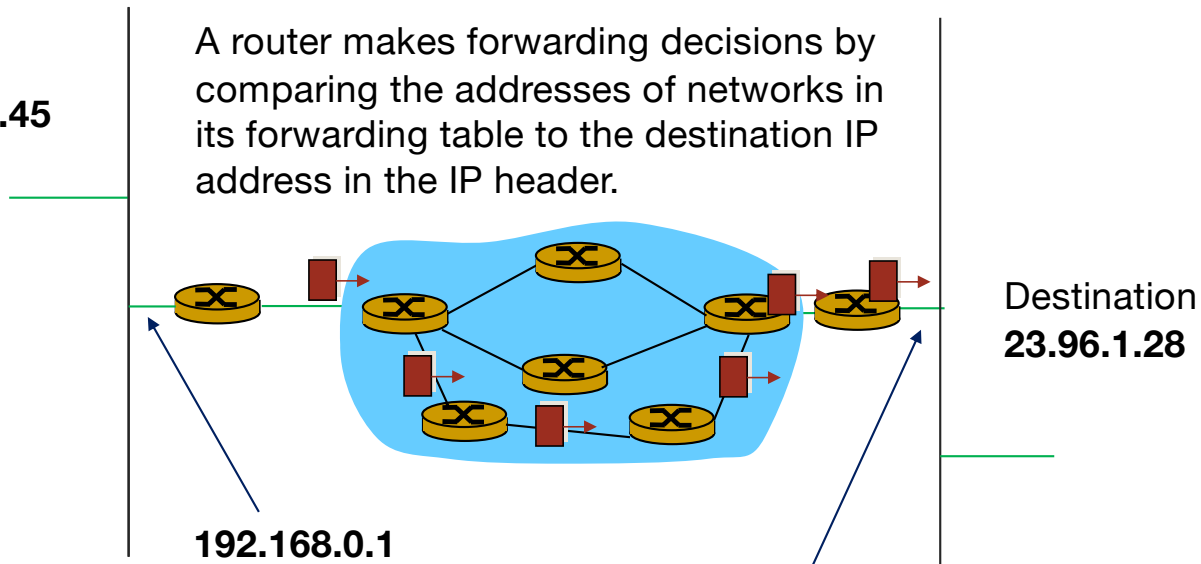 A router makes forwarding decisions by
comparing the addresses of networks in
its forwarding table to the destination IP
address in the IP header.
.45
Destination
23.96.1.28
192.168.0.1